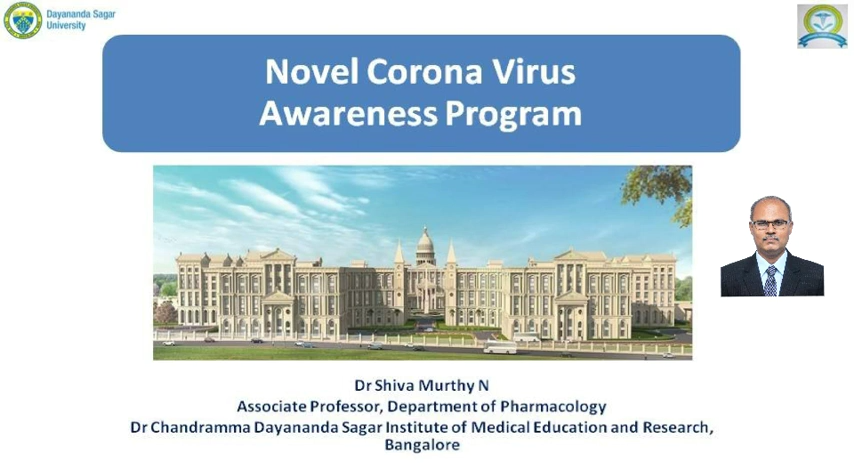 Dayananda Sagar
University
Novel Corona Virus
Awareness Program
Dr Shiva Murthy N
Associate Professor, Department of Pharmacology
Dr Chandramma Dayananda Sagar Institute of Medical Education and Research,
Bangalore